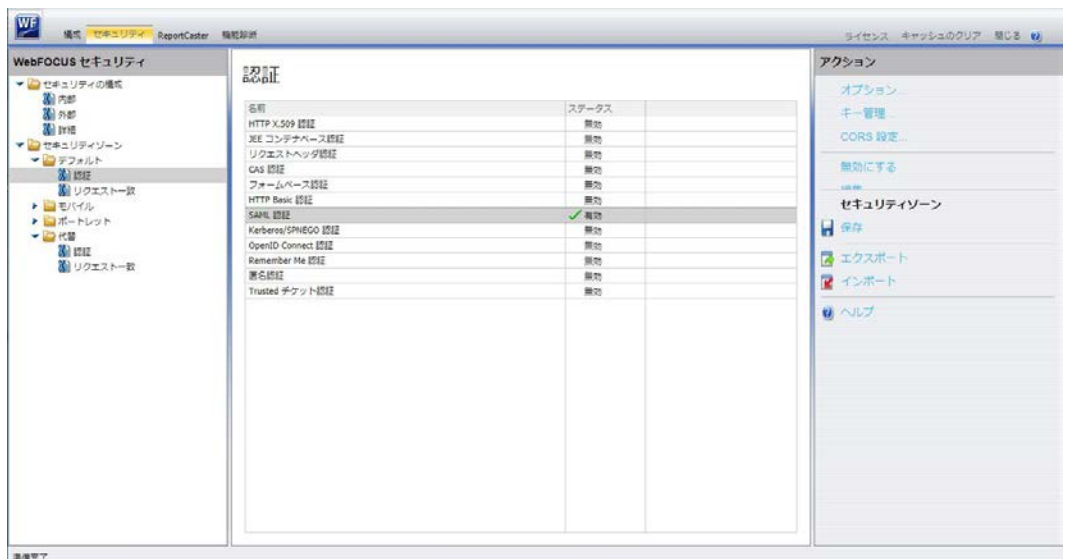 WF
構成 セキュリティ ReportCaster 機能診断
ライセンス キャッシュのクリア 閉じる
WebFOCUS セキュリティ
セキュリティの構成
内部
外部
詳細
セキュリティゾーン
デフォルト
認証
リクエスト一致
モバイル
ポートレット
代替
認証
リクエスト一致
認証
名前 ステータス
HTTP X.509 認証 無効
JEE コンテナベース認証 無効
リクエストヘッダ認証 無効
CAS 認証 無効
フォームベース認証 無効
HTTP Basic 認証 無効
SAML 認証 有効
Kerberos/SPNEGO 認証 無効
OpenID Connect 認証 無効
Remember Me 認証 無効
匿名認証 無効
Trusted チケット認証 無効
アクション
オプション...
キー管理...
CORS 設定...
無効にする
セキュリティゾーン
保存
エクスポート
インポート
ヘルプ
準備完了